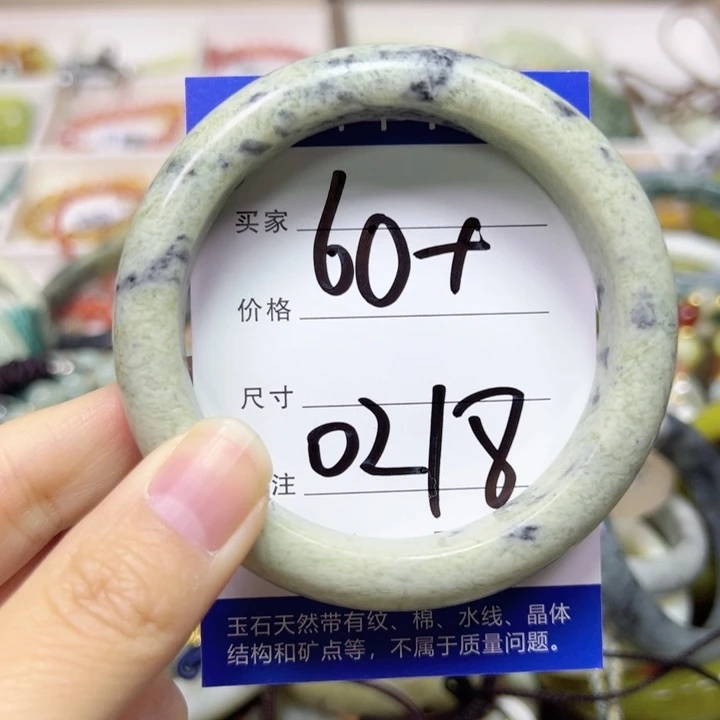 买家
60+
价格
尺寸
0218
注
玉石天然带有纹、棉、水线、晶体
结构和矿点等，不属于质量问题。